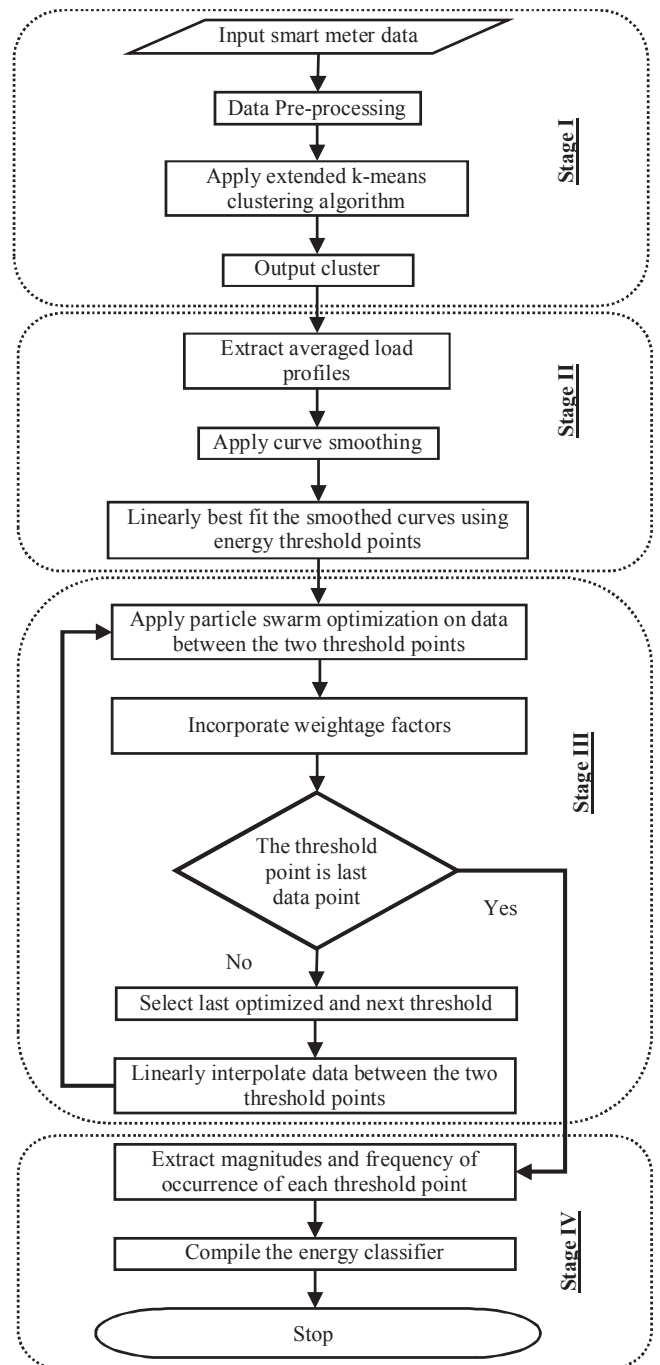 Input smart meter data
Data Pre-processing
Apply extended k-means
clustering algorithm
Output cluster
Stage I
Extract averaged load
profiles
Apply curve smoothing
Linearly best fit the smoothed curves using
energy threshold points
Stage II
Apply particle swarm optimization on data
between the two threshold points
Incorporate weightage factors
The threshold
point is last
data point
Yes
No
Select last optimized and next threshold
Linearly interpolate data between the two
threshold points
Stage III
Extract magnitudes and frequency of
occurrence of each threshold point
Compile the energy classifier
Stop
Stage IV